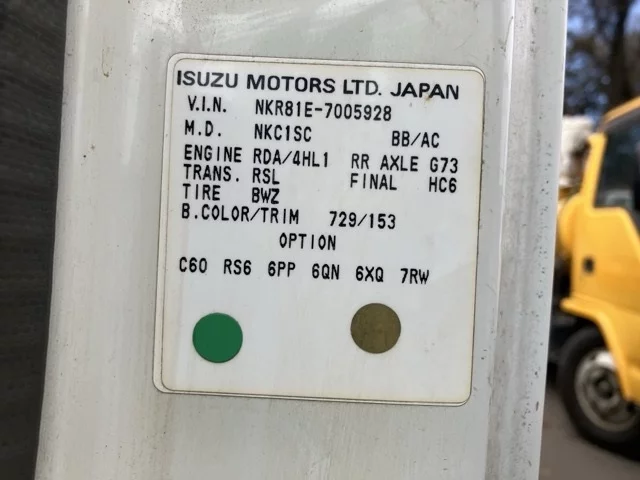 ISUZU MOTORS LTD. JAPAN
V.I.N. NKR81E-7005928
M.D. NKC1SC BB/AC
ENGINE RDA/4HL1 RR AXLE G73
TRANS. RSL FINAL HC6
TIRE BWZ
B.COLOR/TRIM 729/153
OPTION
C60 RS6 6PP 6QN 6XQ 7RW